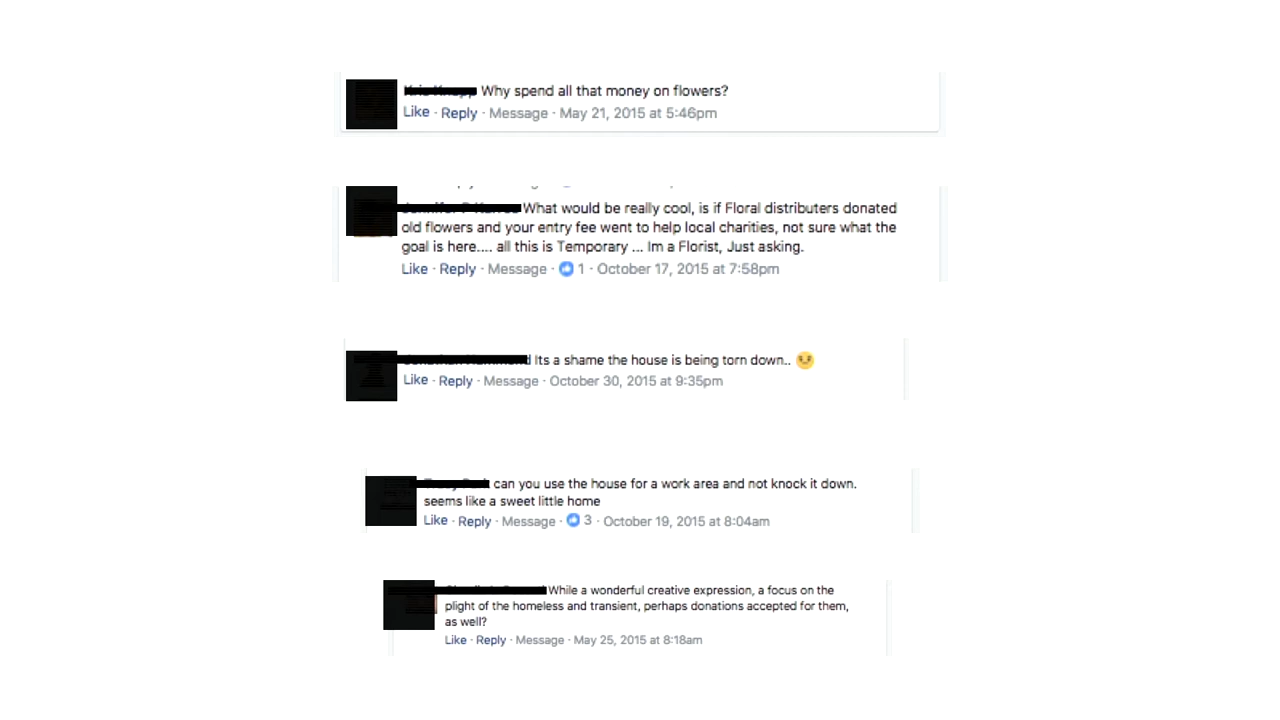 Why spend all that money on flowers?
Like · Reply · Message · May 21, 2015 at 5:46pm
What would be really cool, is if Floral distributers donated
old flowers and your entry fee went to help local charities, not sure what the
goal is here.... all this is Temporary ... Im a Florist, Just asking.
Like · Reply · Message · 1 · October 17, 2015 at 7:58pm
Its a shame the house is being torn down..
Like · Reply · Message · October 30, 2015 at 9:35pm
can you use the house for a work area and not knock it down.
seems like a sweet little home
Like · Reply · Message · 3 · October 19, 2015 at 8:04am
While a wonderful creative expression, a focus on the
plight of the homeless and transient, perhaps donations accepted for them,
as well?
Like · Reply · Message · May 25, 2015 at 8:18am